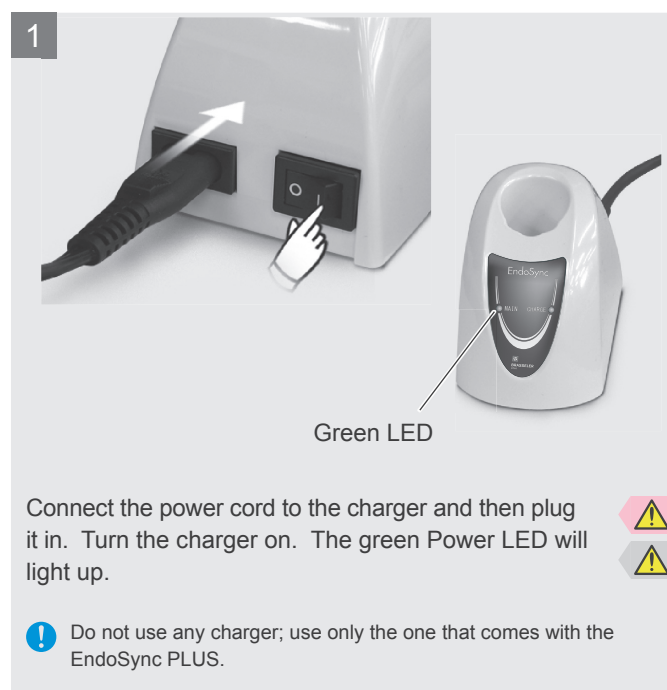 1
EndoSync
MAIN CHARGE
BRASSELER
Green LED
Connect the power cord to the charger and then plug
it in. Turn the charger on. The green Power LED will
light up.
Do not use any charger; use only the one that comes with the
EndoSync PLUS.